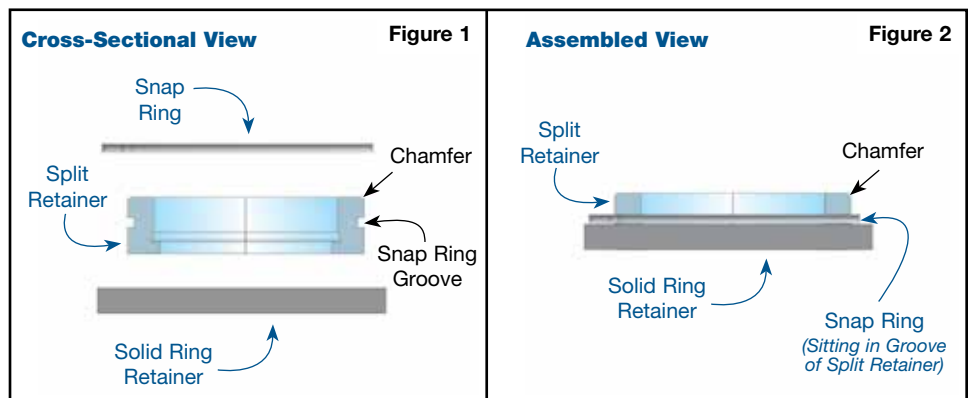 Cross-Sectional View
Figure 1
Snap
Ring
Chamfer
Split
Retainer
Snap Ring
Groove
Solid Ring
Retainer
Assembled View
Figure 2
Split
Retainer
Chamfer
Solid Ring
Retainer
Snap Ring
(Sitting in Groove
of Split Retainer)